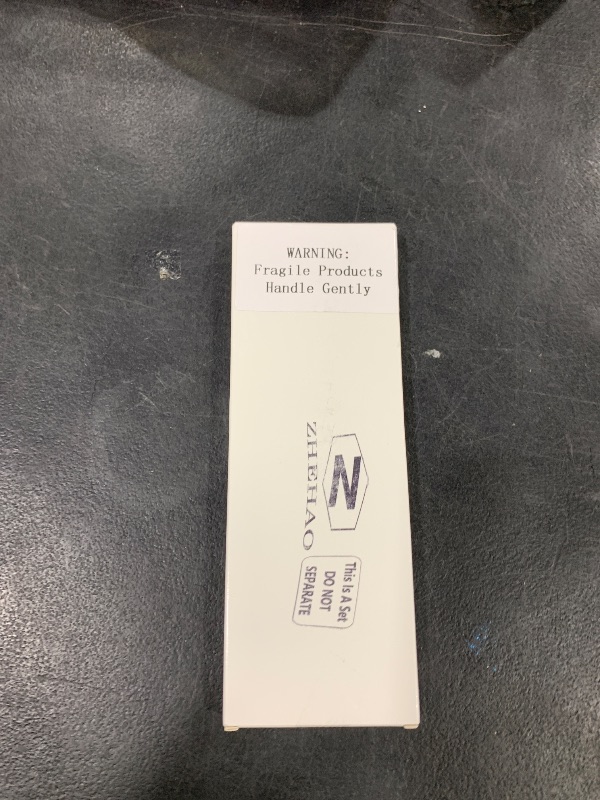 WARNING:
Fragile Products
Handle Gently
N
ZHEHAO
This Is A Set
DO NOT
SEPARATE